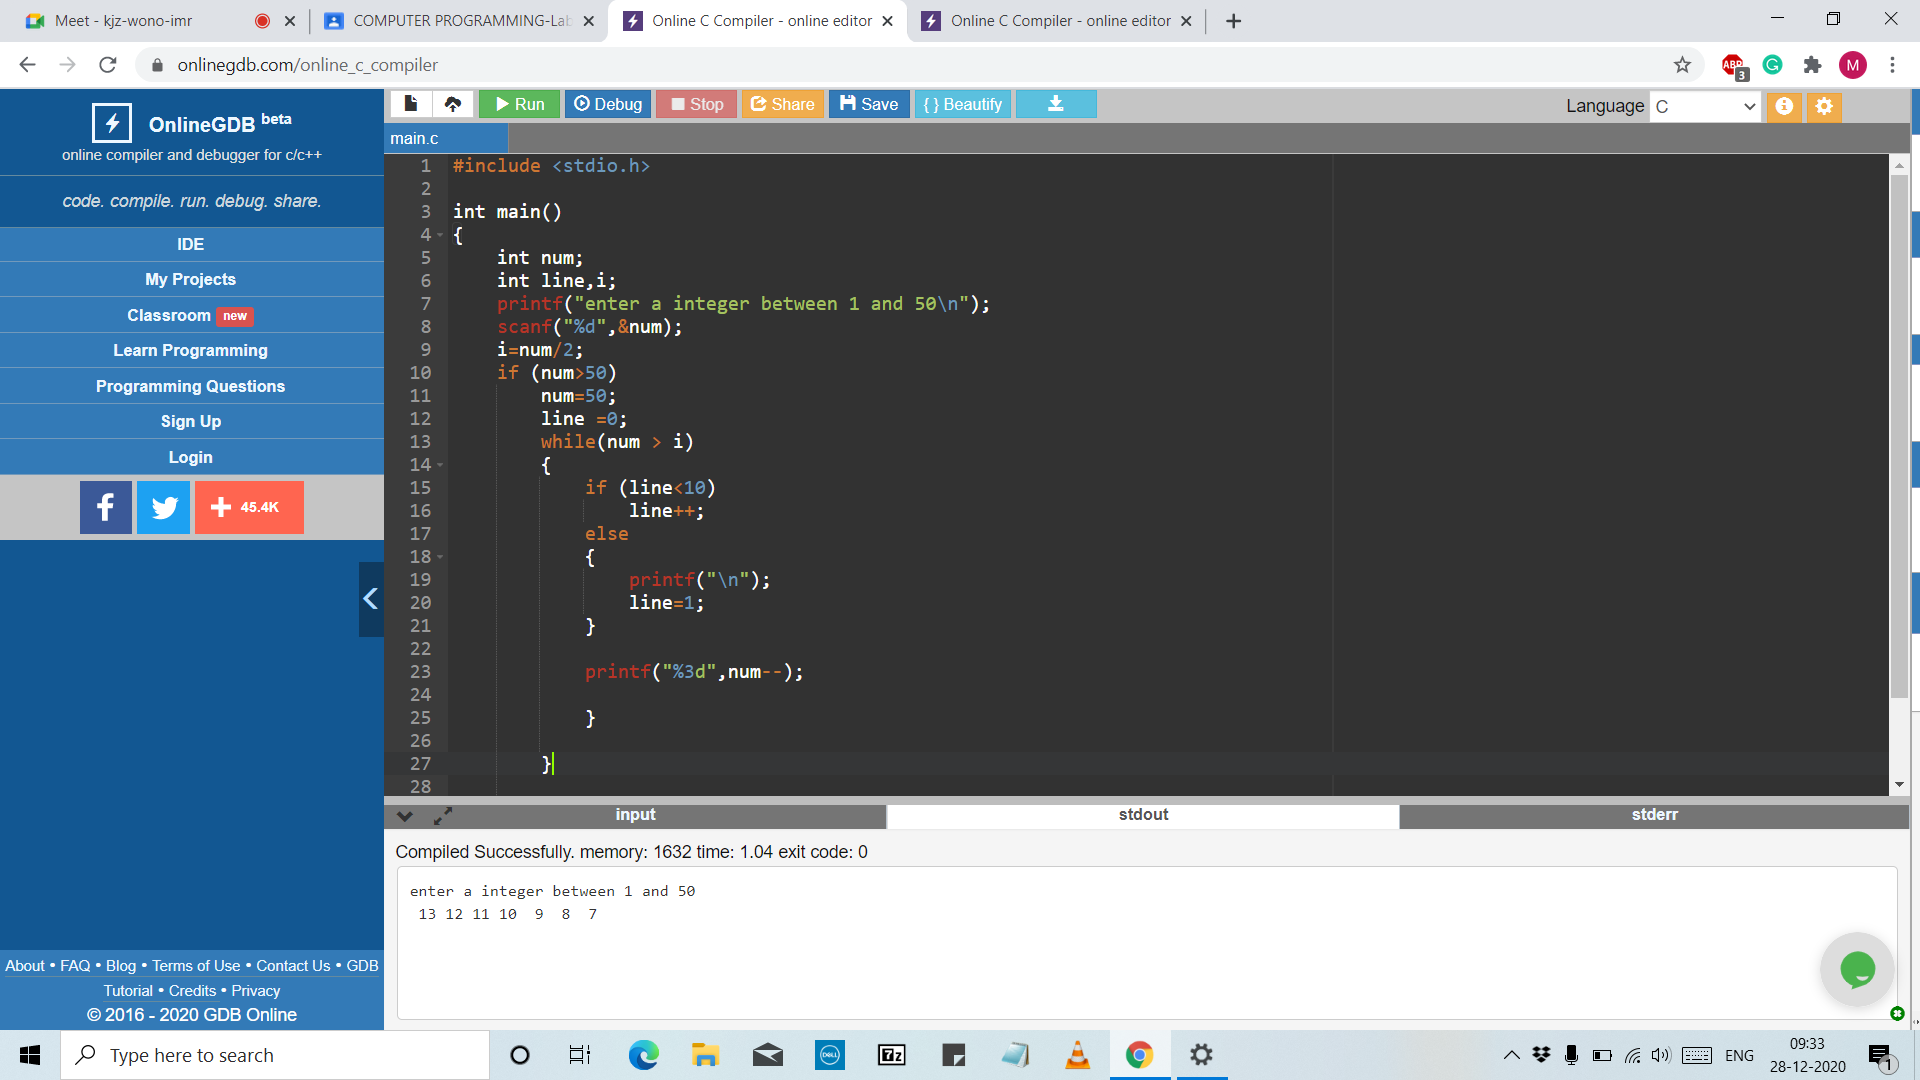 Meet - kjz-wono-imr
COMPUTER PROGRAMMING-Lab
Online C Compiler - online editor
Online C Compiler - online editor
onlinegdb.com/online_c_compiler
ABP
3
G
M
OnlineGDB beta
online compiler and debugger for c/c++
code. compile. run. debug. share.
IDE
My Projects
Classroom new
Learn Programming
Programming Questions
Sign Up
Login
f
45.4K
About • FAQ • Blog • Terms of Use • Contact Us • GDB
Tutorial • Credits • Privacy
© 2016 - 2020 GDB Online
Run Debug Stop Share Save {} Beautify
Language C
main.c
1 #include <stdio.h>
2
3 int main()
4 {
5 int num;
6 int line,i;
7 printf("enter a integer between 1 and 50\n");
8 scanf("%d",&num);
9 i=num/2;
10 if (num>50)
11 num=50;
12 line =0;
13 while(num > i)
14 {
15 if (line<10)
16 line++;
17 else
18 {
19 printf("\n");
20 line=1;
21 }
22
23 printf("%3d",num--);
24
25 }
26
27 }
28
input stdout stderr
Compiled Successfully. memory: 1632 time: 1.04 exit code: 0
enter a integer between 1 and 50
13 12 11 10 9 8 7
Type here to search
DELL
7z
ENG
09:33
28-12-2020
1